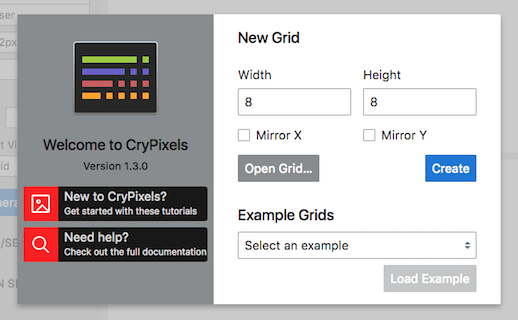 user
2px
Welcome to CryPixels
Version 1.3.0
New to CryPixels?
Get started with these tutorials
Need help?
Check out the full documentation
New Grid
Width
Height
8
8
Mirror X
Mirror Y
Open Grid...
Create
Example Grids
Select an example
Load Example